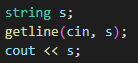 string s;
getline(cin, s);
cout << s;